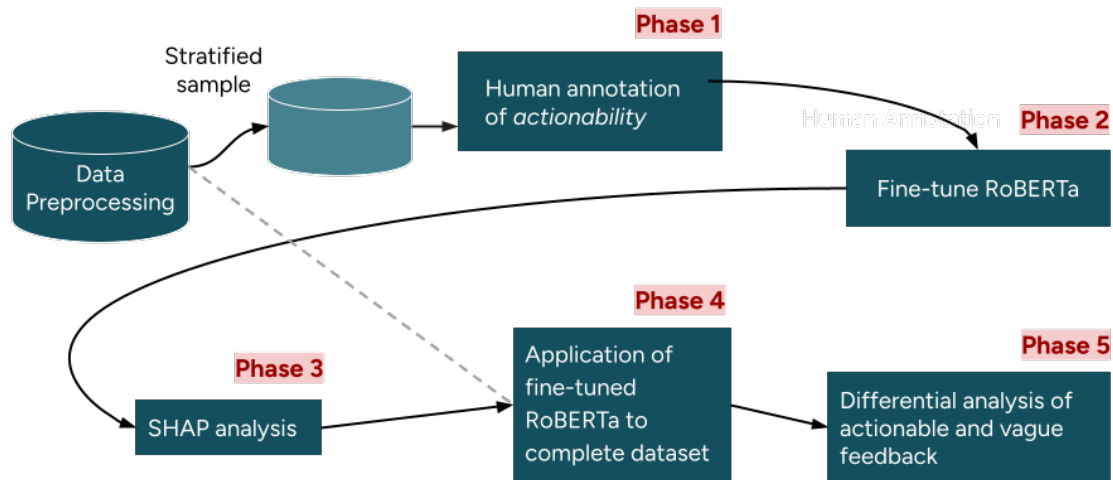 Phase 1
Stratified
sample
Human annotation
of actionability
Human Annotation
Phase 2
Data
Preprocessing
Fine-tune RoBERTa
Phase 4
Phase 3
Application of
fine-tuned
RoBERTa to
complete dataset
Phase 5
SHAP analysis
Differential analysis of
actionable and vague
feedback